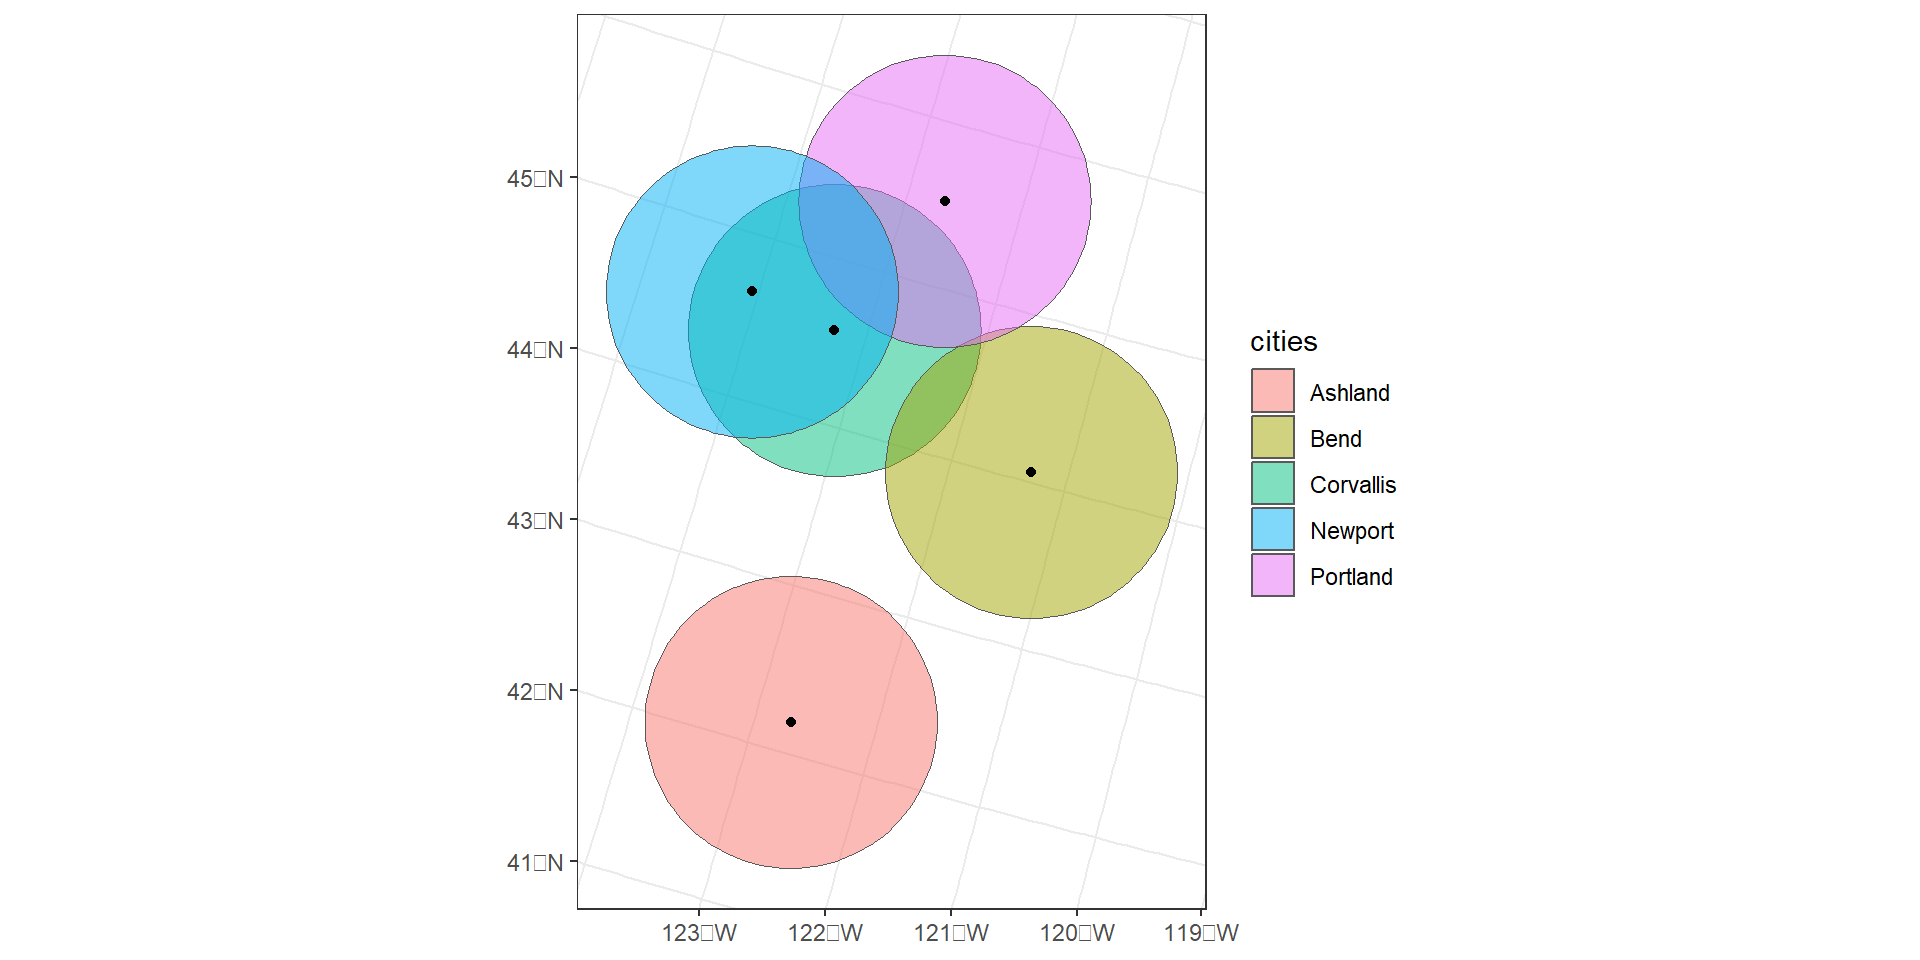 45□N
44□N
43□N
42□N
41□N
123□W 122□W 121□W 120□W 119□W
cities
Ashland
Bend
Corvallis
Newport
Portland